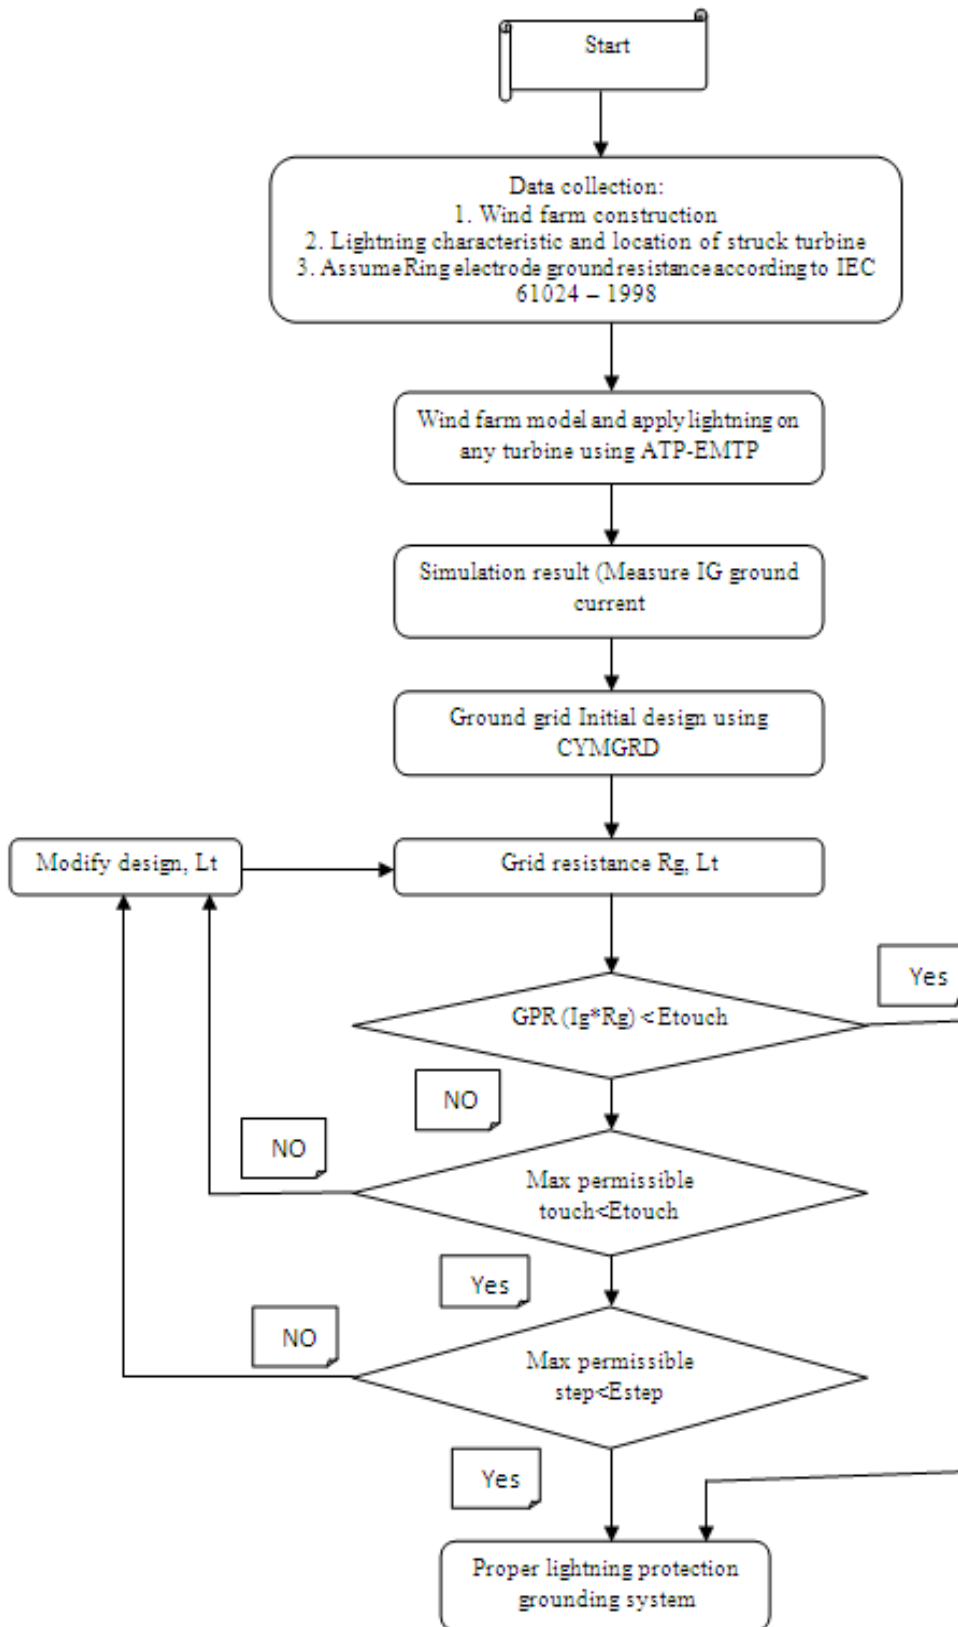 Start
Data collection:
1. Wind farm construction
2. Lightning characteristic and location of struck turbine
3. Assume Ring electrode ground resistance according to IEC
61024 – 1998
Wind farm model and apply lightning on
any turbine using ATP-EMTP
Simulation result (Measure IG ground
current
Ground grid Initial design using
CYMGRD
Modify design, Lt
Grid resistance Rg, Lt
Yes
GPR (Ig*Rg) < Etouch
NO
NO
Max permissible
touch<Etouch
Yes
NO
Max permissible
step<Estep
Yes
Proper lightning protection
grounding system